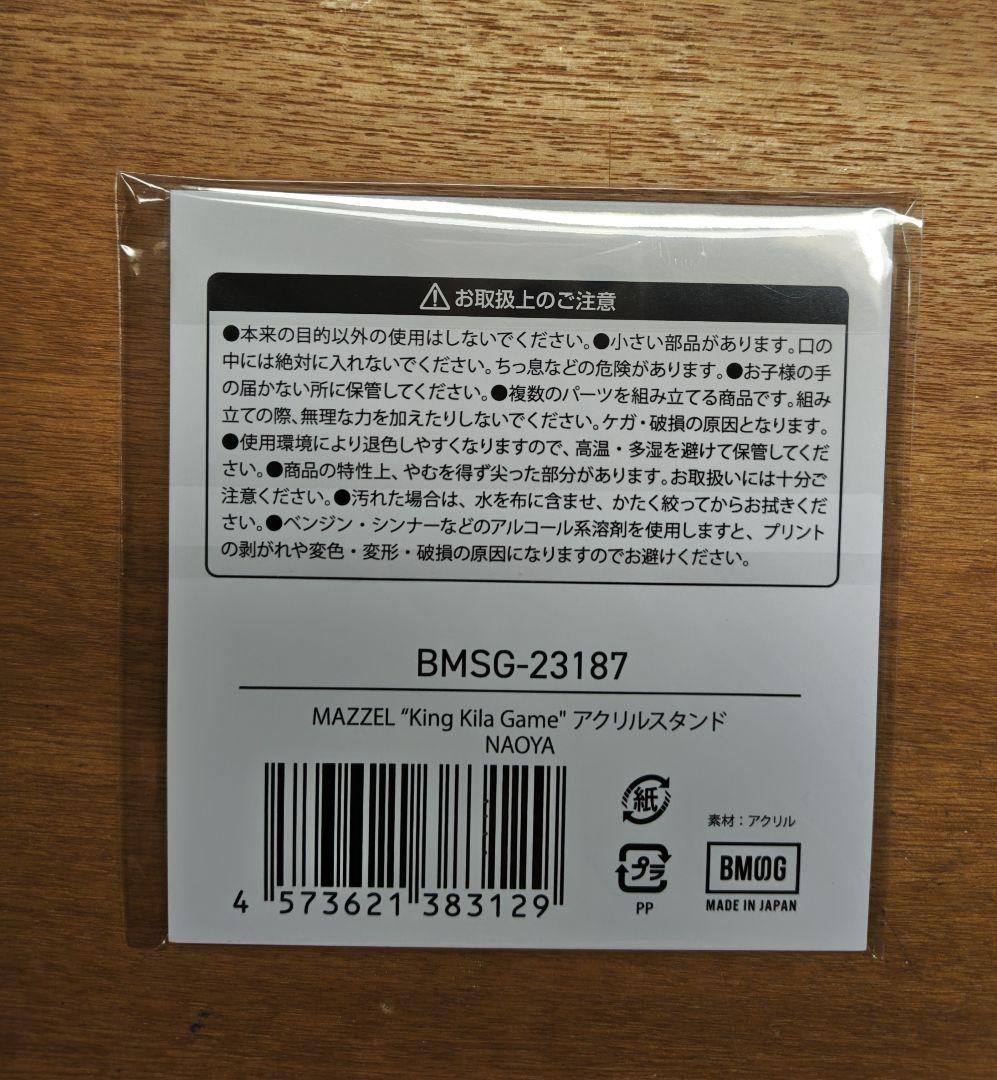 ⚠お取扱上のご注意
●本来の目的以外の使用はしないでください。●小さい部品があります。口の
中には絶対に入れないでください。ちっ息などの危険があります。●お子様の手
の届かない所に保管してください。●複数のパーツを組み立てる商品です。組み
立ての際、無理な力を加えたりしないでください。ケガ・破損の原因となります。
●使用環境により退色しやすくなりますので、高温・多湿を避けて保管してくだ
さい。●商品の特性上、やむを得ず尖った部分があります。お取扱いには十分ご
注意ください。●汚れた場合は、水を布に含ませ、かたく絞ってからお拭きくだ
さい。●ベンジン・シンナーなどのアルコール系溶剤を使用しますと、プリント
の剥がれや変色・変形・破損の原因になりますのでお避けください。
BMSG-23187
MAZZEL “King Kila Game" アクリルスタンド
NAOYA
4 573621 383129
紙
プラ
PP
素材：アクリル
BMSG
MADE IN JAPAN